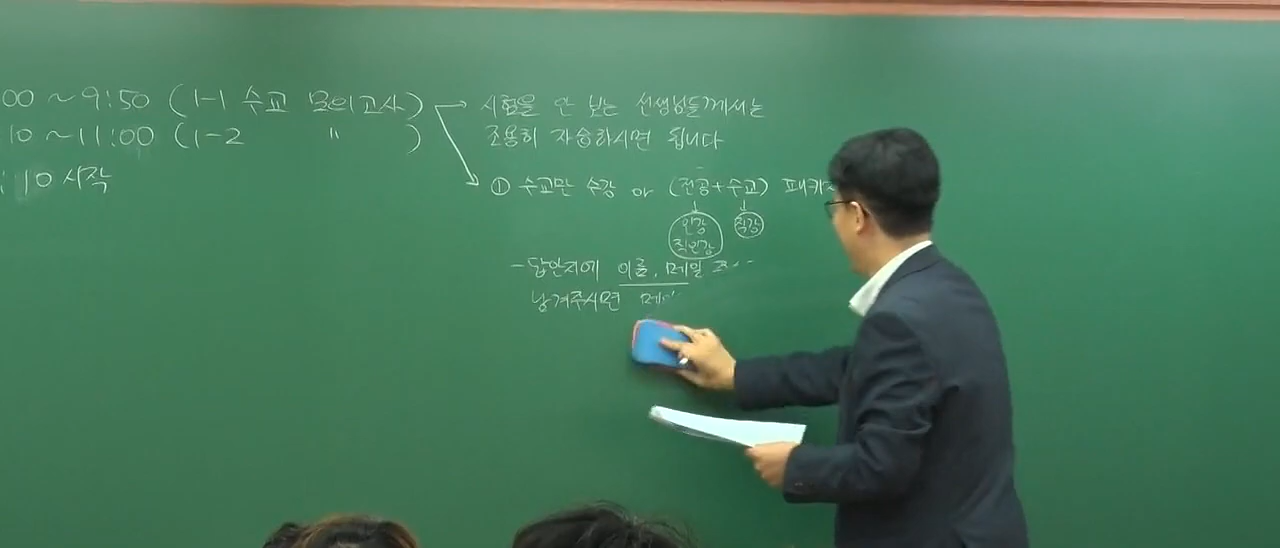 00 ~ 9:50 (1-1 수교 모의고사)
10 ~ 11:00 (1-2 〃 )
: 10 시작
시험을 안 보는 선생님들께서는
조용히 자습하시면 됩니다
① 수교만 수강 or (전공+수교) 패키지
인강 직강
직인강
- 답안지에 이름, 메일
남겨주시면 메